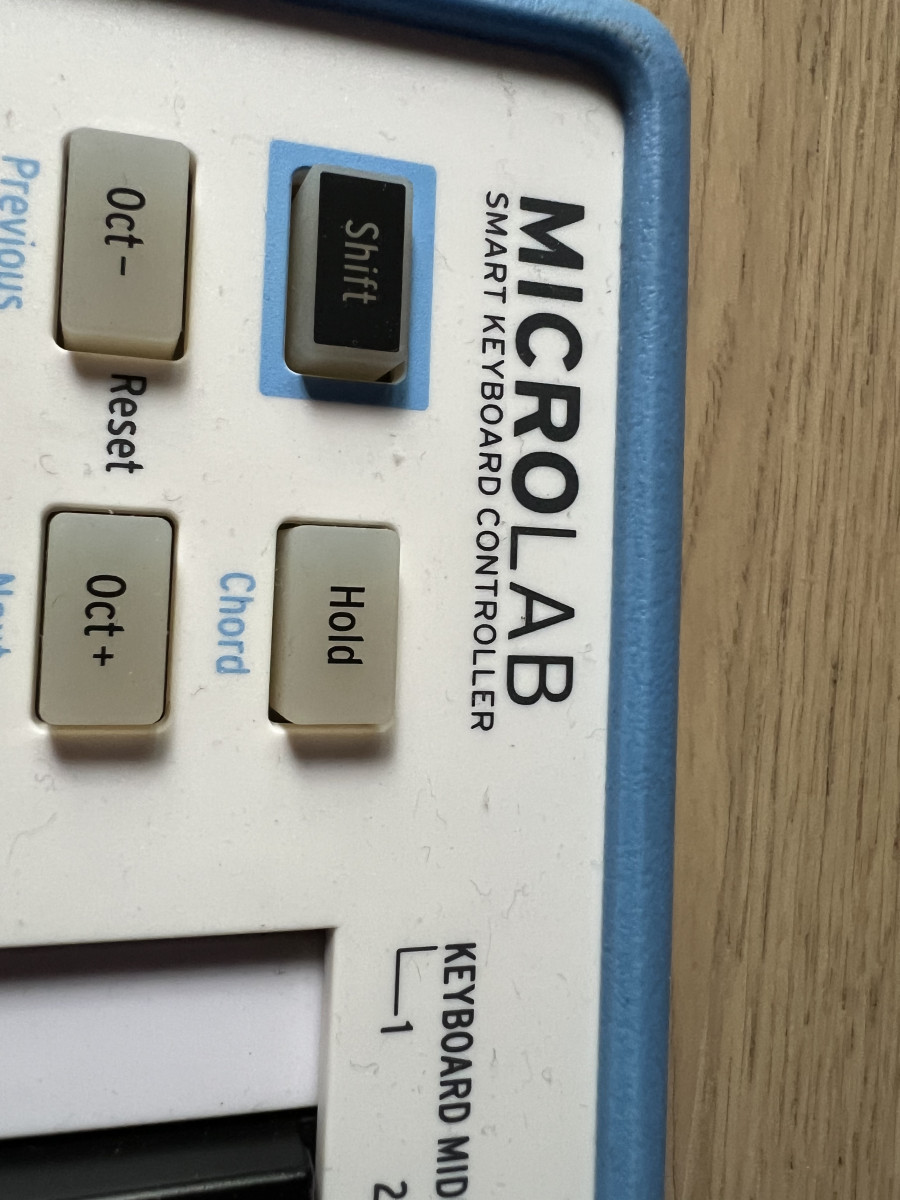 MICROLAB
SMART KEYBOARD CONTROLLER
Shift
Hold
Chord
Oct -
Reset
Oct +
Previous
KEYBOARD MID
1
2